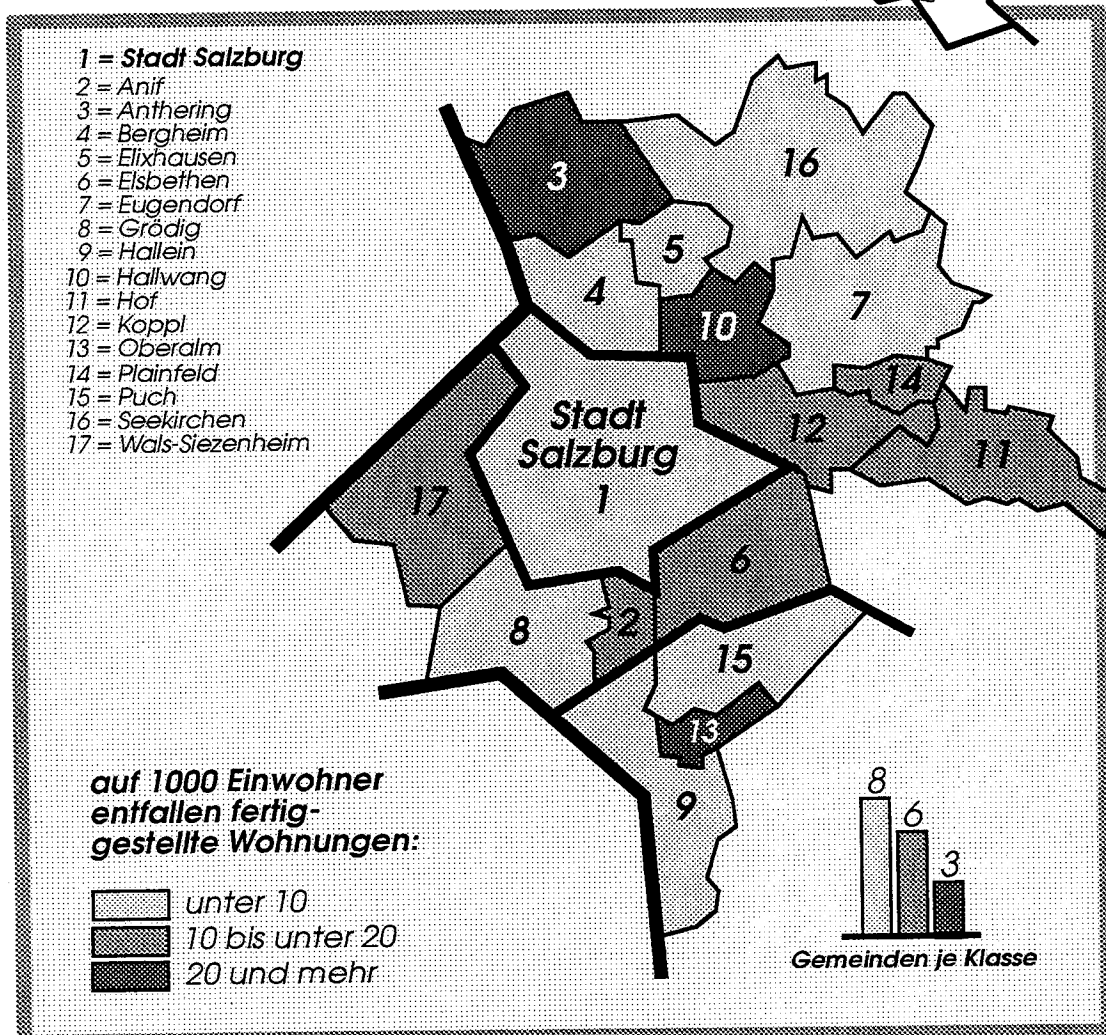 1 = Stadt Salzburg
2 = Anif
3 = Anthering
4 = Bergheim
5 = Elixhausen
6 = Elsbethen
7 = Eugendorf
8 = Grödig
9 = Hallein
10 = Hallwang
11 = Hof
12 = Koppl
13 = Oberalm
14 = Plainfeld
15 = Puch
16 = Seekirchen
17 = Wals-Siezenheim
3
16
5
4
10
7
14
12
11
Stadt
Salzburg
1
17
6
2
8
15
13
9
auf 1000 Einwohner
entfallen fertig-
gestellte Wohnungen:
unter 10
10 bis unter 20
20 und mehr
8
6
3
Gemeinden je Klasse